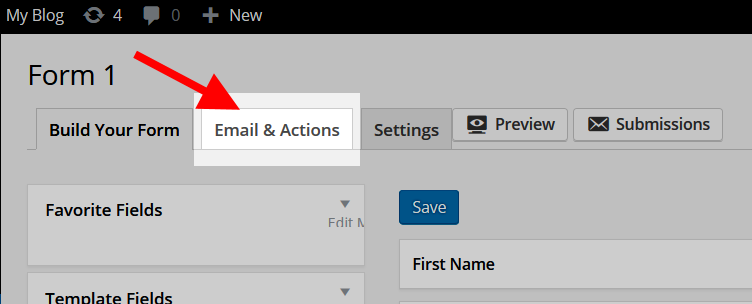 My Blog 4 0 New
Form 1
Build Your Form Email & Actions Settings Preview Submissions
Favorite Fields
Edit M
Save
First Name
Template Fields